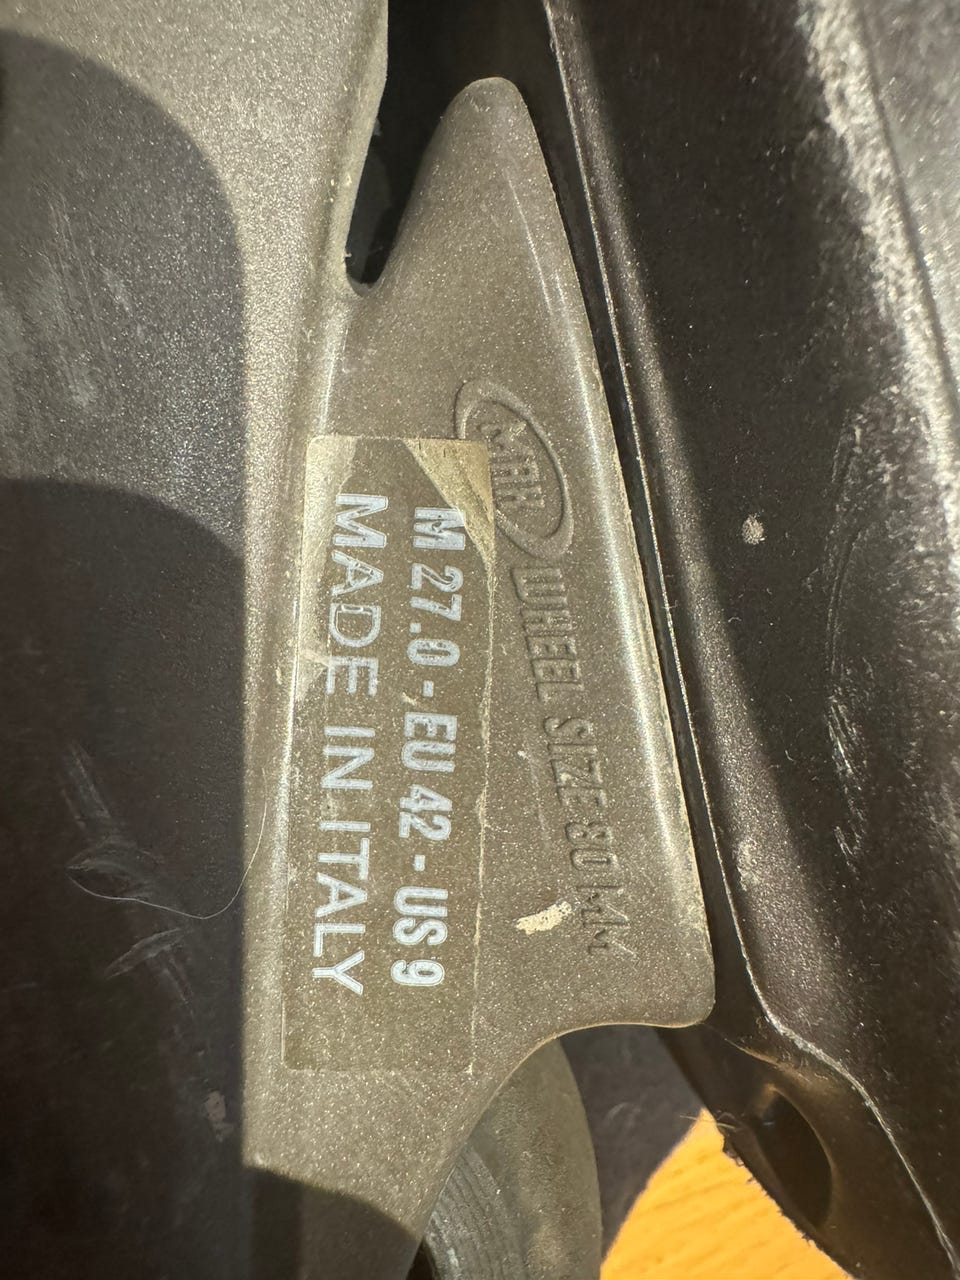 WHEEL SIZE 80 MM
M 27.0 - EU 42 - US 9
MADE IN ITALY